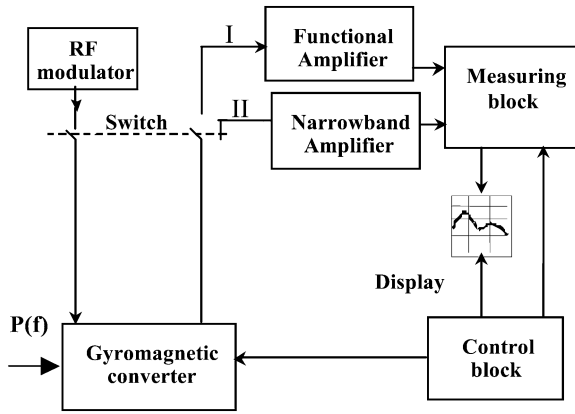 RF
modulator
I
Functional
Amplifier
Measuring
block
Switch
II
Narrowband
Amplifier
Display
P(f)
Gyromagnetic
converter
Control
block